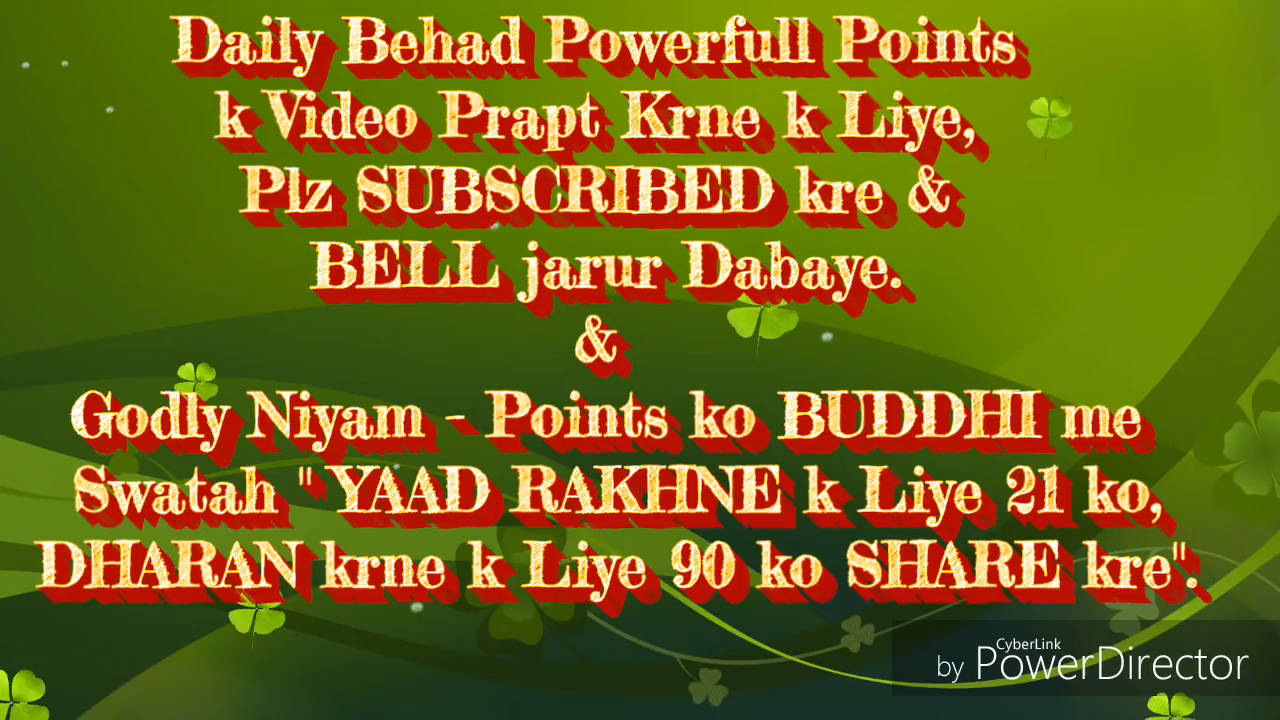 Daily Behad Powerfull Points
k Video Prapt Krne k Liye,
Plz SUBSCRIBED kre &
BELL jarur Dabaye.
&
Godly Niyam - Points ko BUDDHI me
Swatah " YAAD RAKHNE k Liye 21 ko,
DHARAN krne k Liye 90 ko SHARE kre".
CyberLink
by PowerDirector